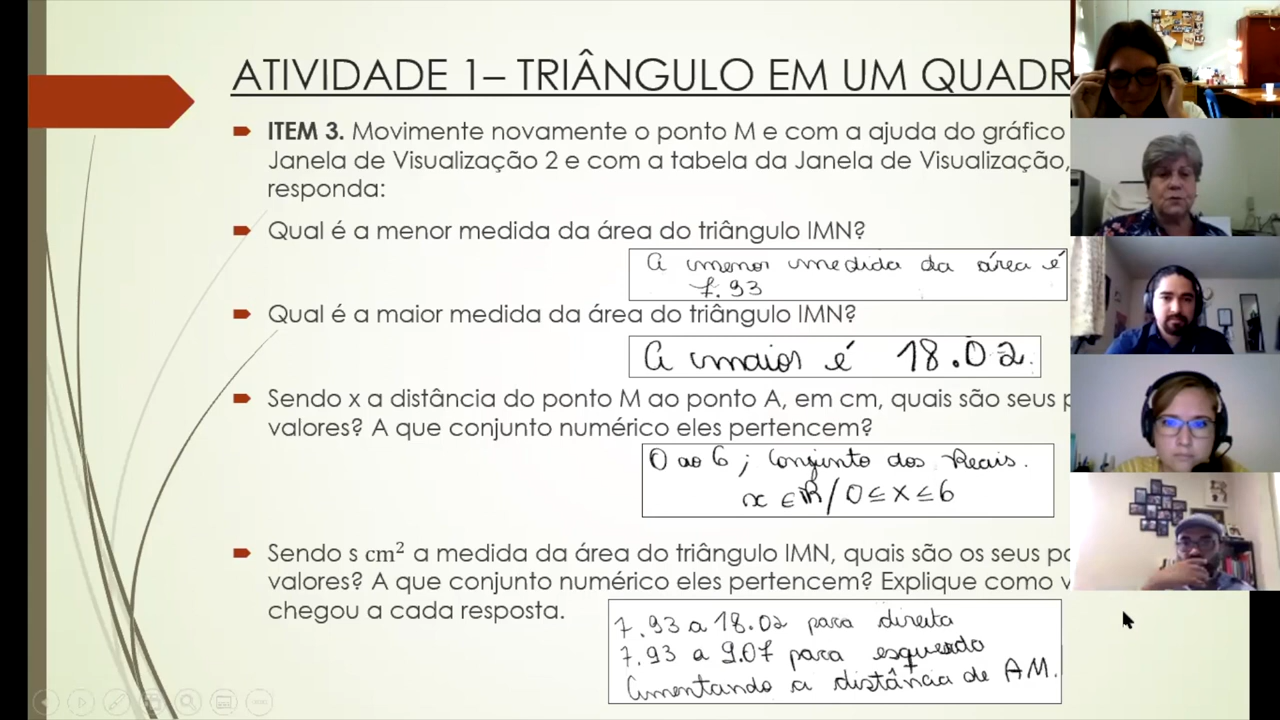 ATIVIDADE 1– TRIÂNGULO EM UM QUADR
ITEM 3. Movimente novamente o ponto M e com a ajuda do gráfico
Janela de Visualização 2 e com a tabela da Janela de Visualização,
responda:
Qual é a menor medida da área do triângulo IMN?
A menor medida da área é
7.93
Qual é a maior medida da área do triângulo IMN?
A maior é 18.02.
Sendo x a distância do ponto M ao ponto A, em cm, quais são seus p
valores? A que conjunto numérico eles pertencem?
0 ao 6 ; Conjunto dos Reais.
x ∈ R / 0 ≤ x ≤ 6
Sendo s cm² a medida da área do triângulo IMN, quais são os seus po
valores? A que conjunto numérico eles pertencem? Explique como v
chegou a cada resposta.
7.93 a 18.02 para direita
7.93 a 9.07 para esquerdo
Aumentando a distância de AM.